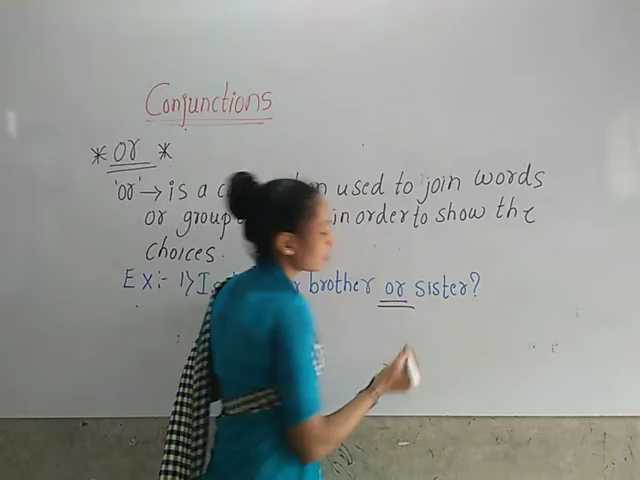 Conjunctions
* or *
'or' → is a used to join words
or group in order to show the
choices.
Ex:- 1) I brother or sister?